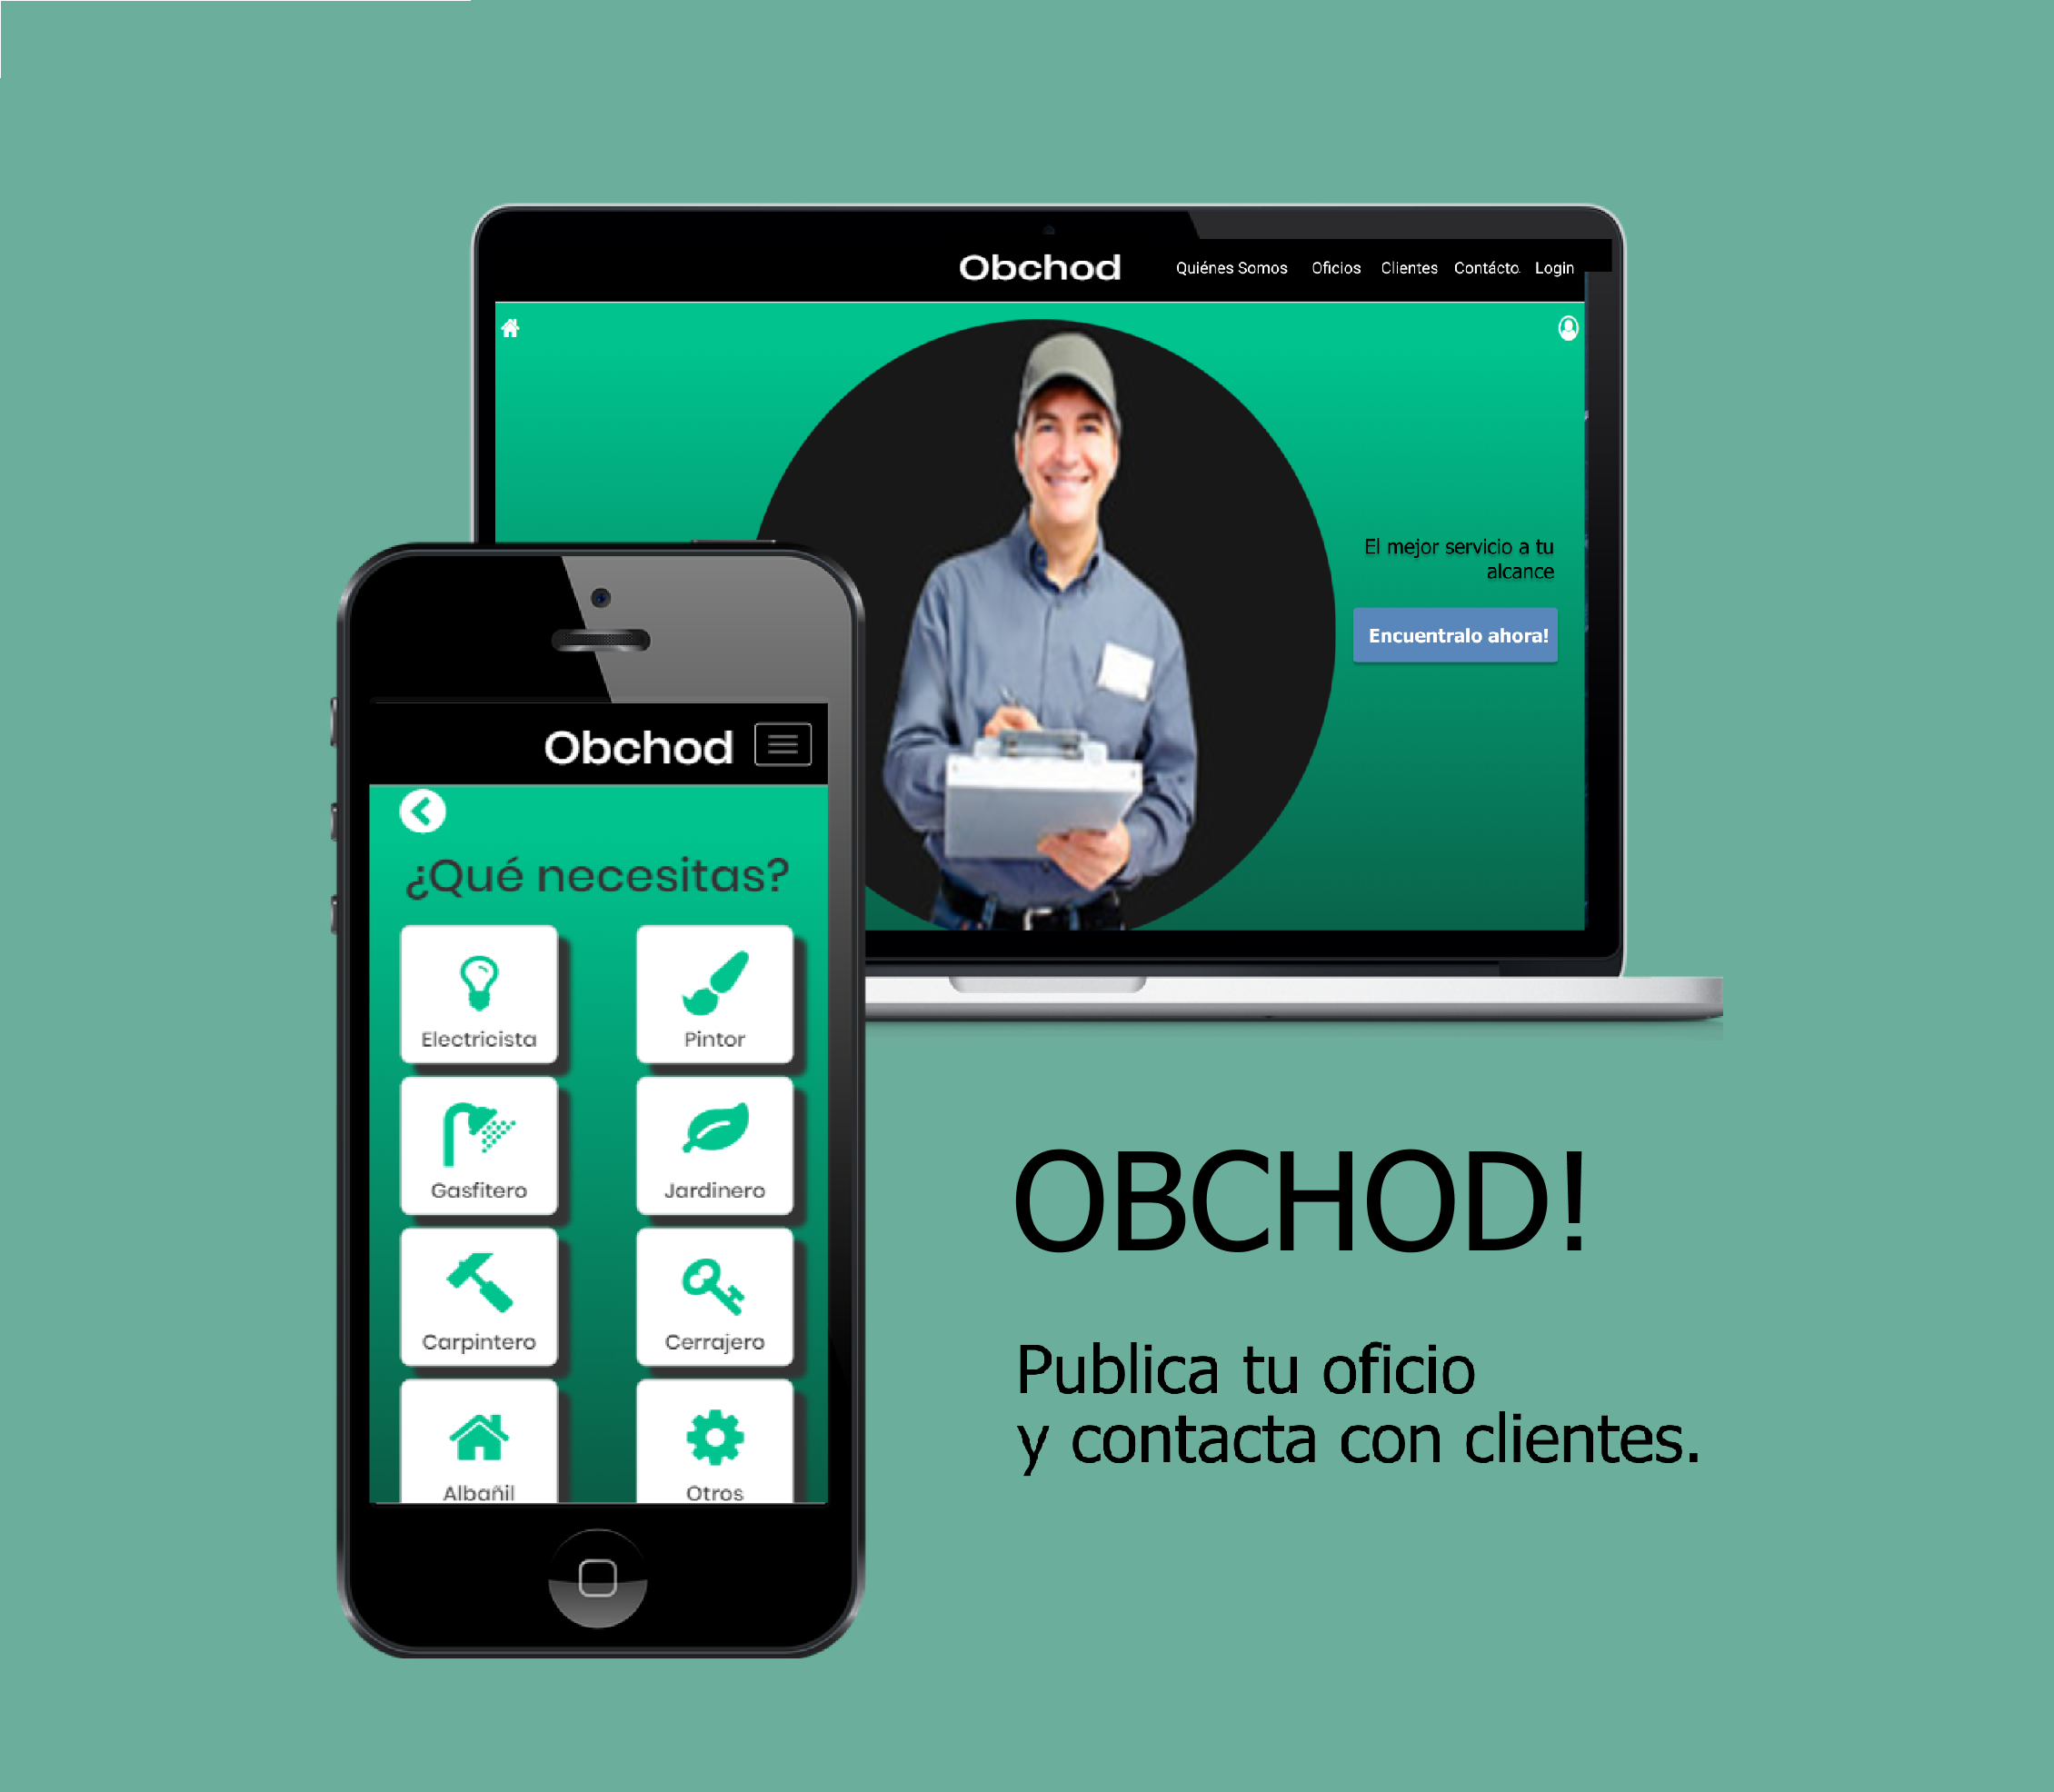 Obchod
Quiénes Somos Oficios Clientes Contácto Login
El mejor servicio a tu
alcance
Encuentralo ahora!
Obchod
¿Qué necesitas?
Electricista Pintor
Gasfitero Jardinero
Carpintero Cerrajero
Albañil Otros
OBCHOD!
Publica tu oficio
y contacta con clientes.